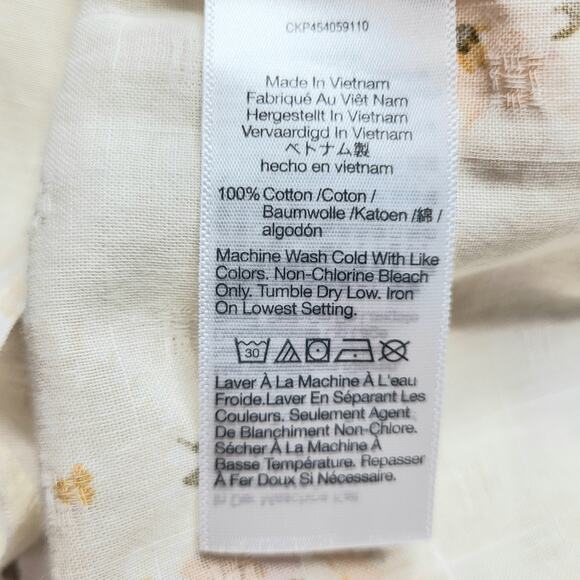 CKP454059110
Made In Vietnam
Fabriqué Au Viêt Nam
Hergestellt In Vietnam
Vervaardigd In Vietnam
ベトナム製
hecho en vietnam
100% Cotton /Coton /
Baumwolle /Katoen /綿 /
algodón
Machine Wash Cold With Like
Colors. Non-Chlorine Bleach
Only. Tumble Dry Low. Iron
On Lowest Setting.
30
Laver À La Machine À L'eau
Froide.Laver En Séparant Les
Couleurs. Seulement Agent
De Blanchiment Non-Chlore.
Sécher À La Machine À
Basse Température. Repasser
À Fer Doux Si Nécessaire.